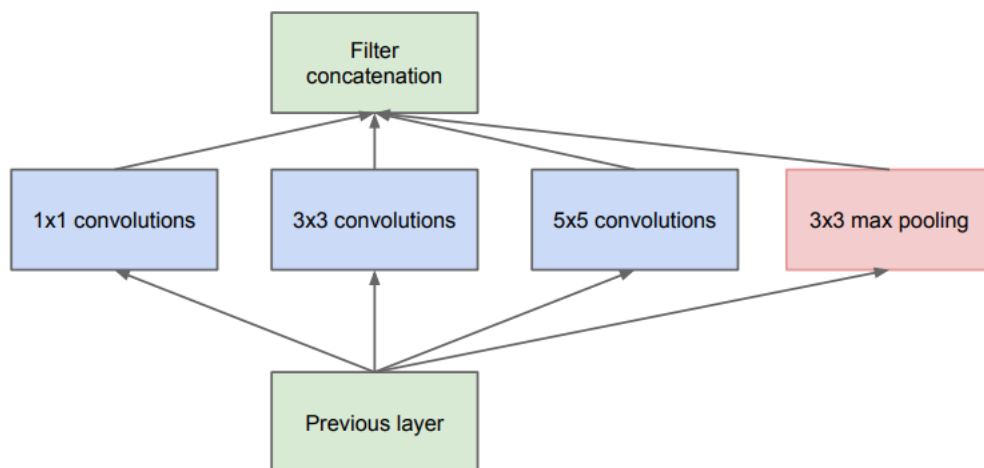 Filter
concatenation
1x1 convolutions
3x3 convolutions
5x5 convolutions
3x3 max pooling
Previous layer